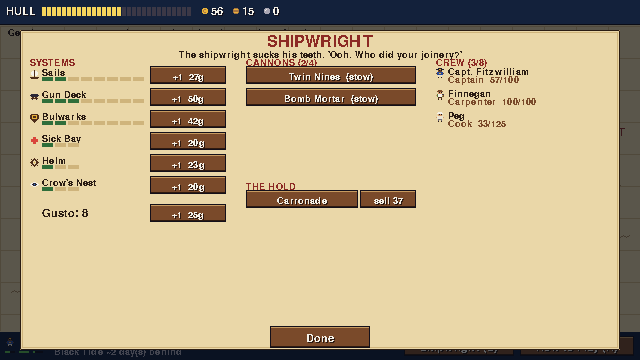 HULL 56 15 0
Ge
SHIPWRIGHT
The shipwright sucks his teeth. 'Ooh. Who did your joinery?'
SYSTEMS
Sails
+1 27g
Gun Deck
+1 50g
Bulwarks
+1 42g
Sick Bay
+1 20g
Helm
+1 23g
Crow's Nest
+1 20g
Gusto: 8
+1 25g
CANNONS (2/4)
Twin Nines (stow)
Bomb Mortar (stow)
THE HOLD
Carronade
sell 37
CREW (3/8)
Capt. Fitzwilliam
Captain 57/100
Finnegan
Carpenter 100/100
Peg
Cook 33/125
T
Done
Black Tide ~2 day(s) behind